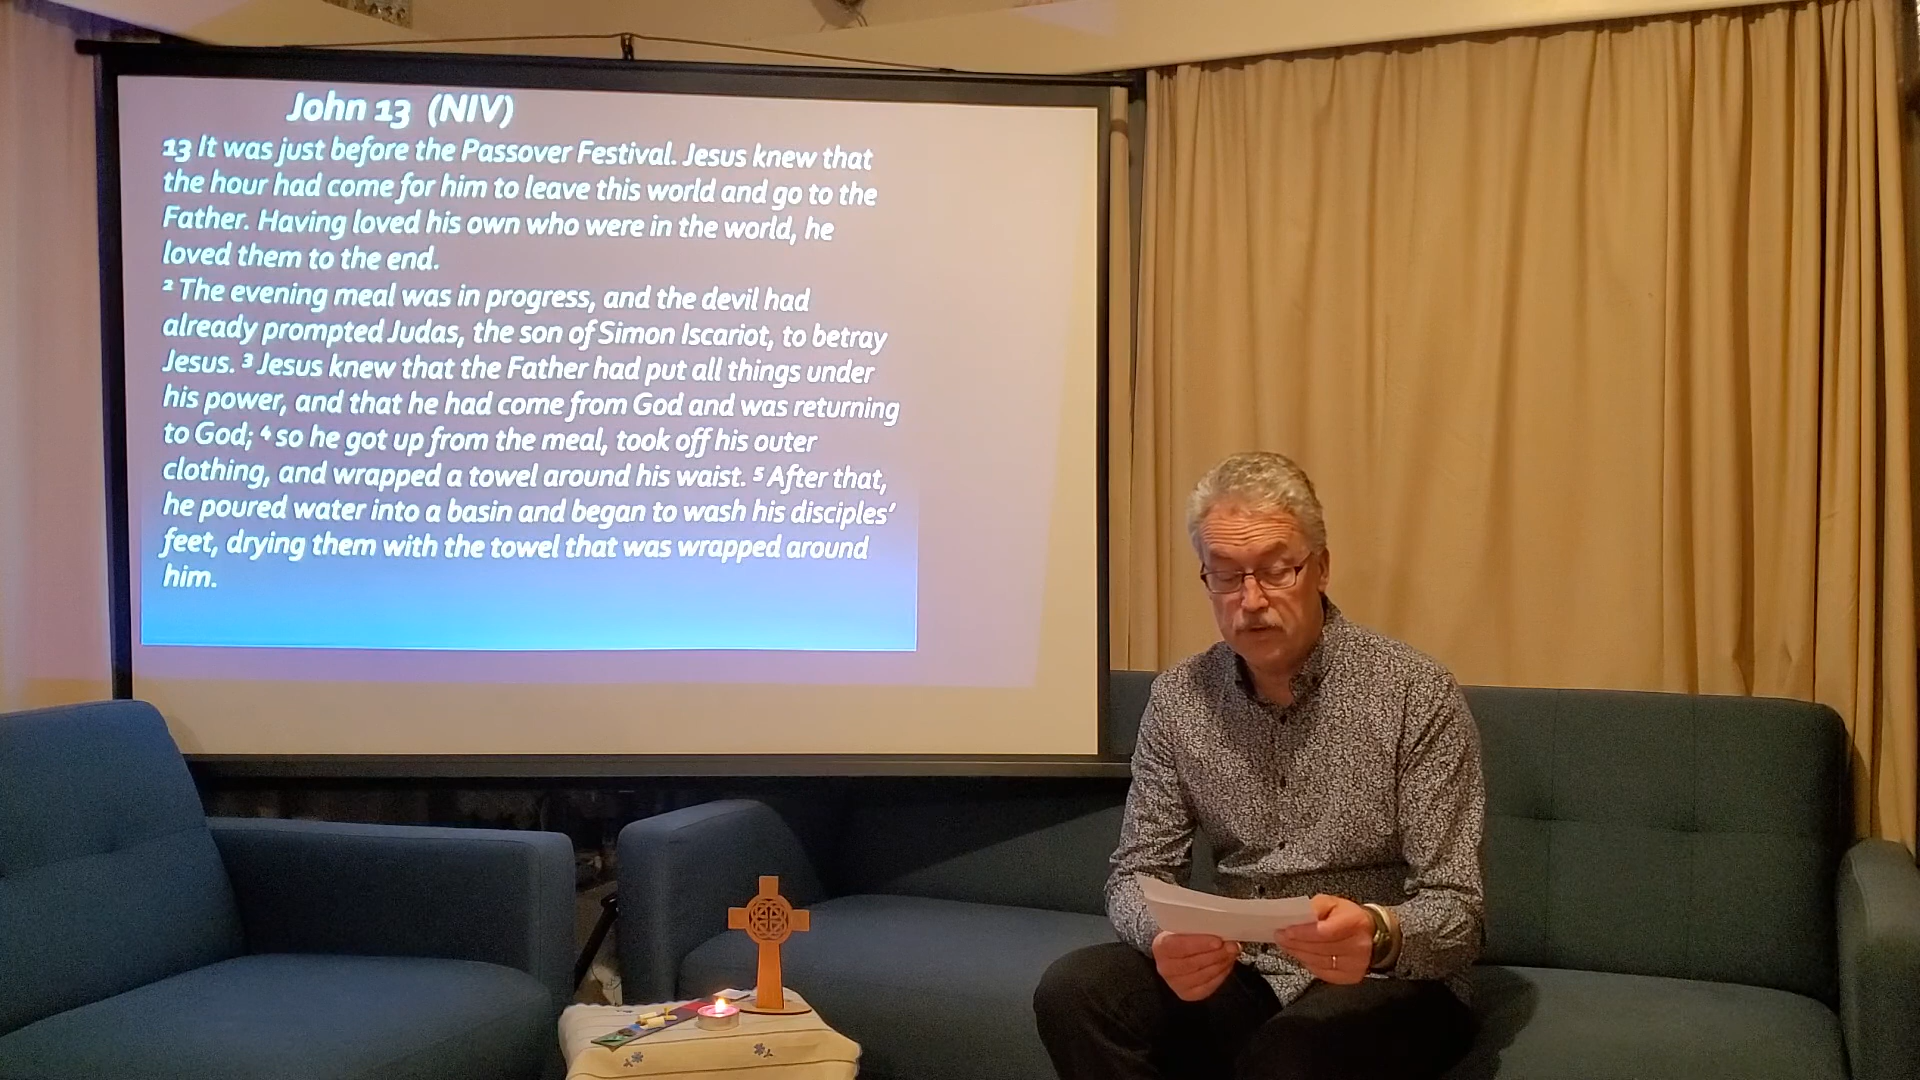 John 13 (NIV)
13 It was just before the Passover Festival. Jesus knew that
the hour had come for him to leave this world and go to the
Father. Having loved his own who were in the world, he
loved them to the end.
² The evening meal was in progress, and the devil had
already prompted Judas, the son of Simon Iscariot, to betray
Jesus. ³ Jesus knew that the Father had put all things under
his power, and that he had come from God and was returning
to God; ⁴ so he got up from the meal, took off his outer
clothing, and wrapped a towel around his waist. ⁵ After that,
he poured water into a basin and began to wash his disciples’
feet, drying them with the towel that was wrapped around
him.